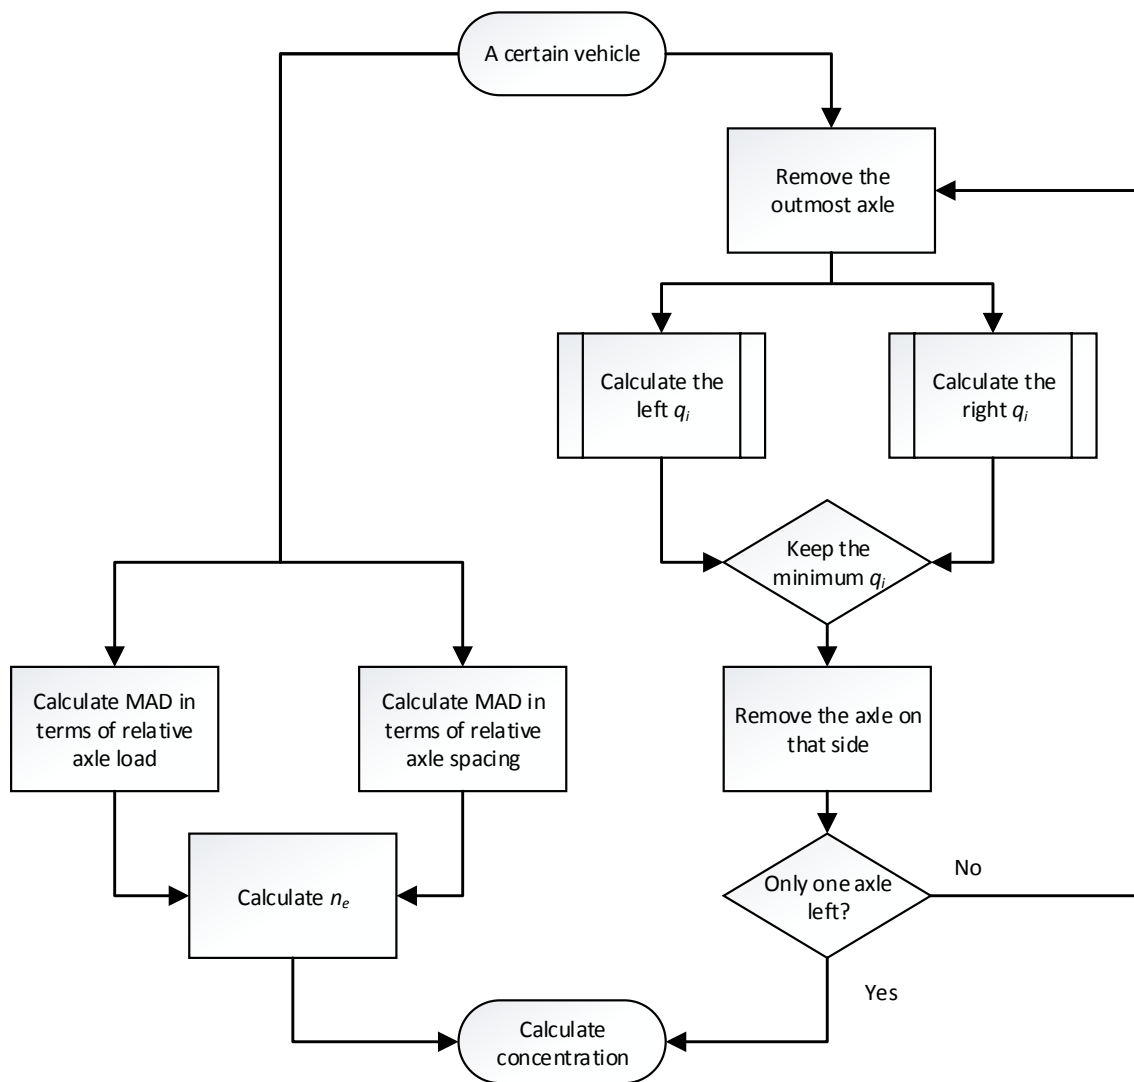 A certain vehicle
Remove the
outmost axle
Calculate the
left qᵢ
Calculate the
right qᵢ
Keep the
minimum qᵢ
Calculate MAD in
terms of relative
axle load
Calculate MAD in
terms of relative
axle spacing
Remove the axle on
that side
Calculate nₑ
Only one axle
left?
No
Yes
Calculate
concentration